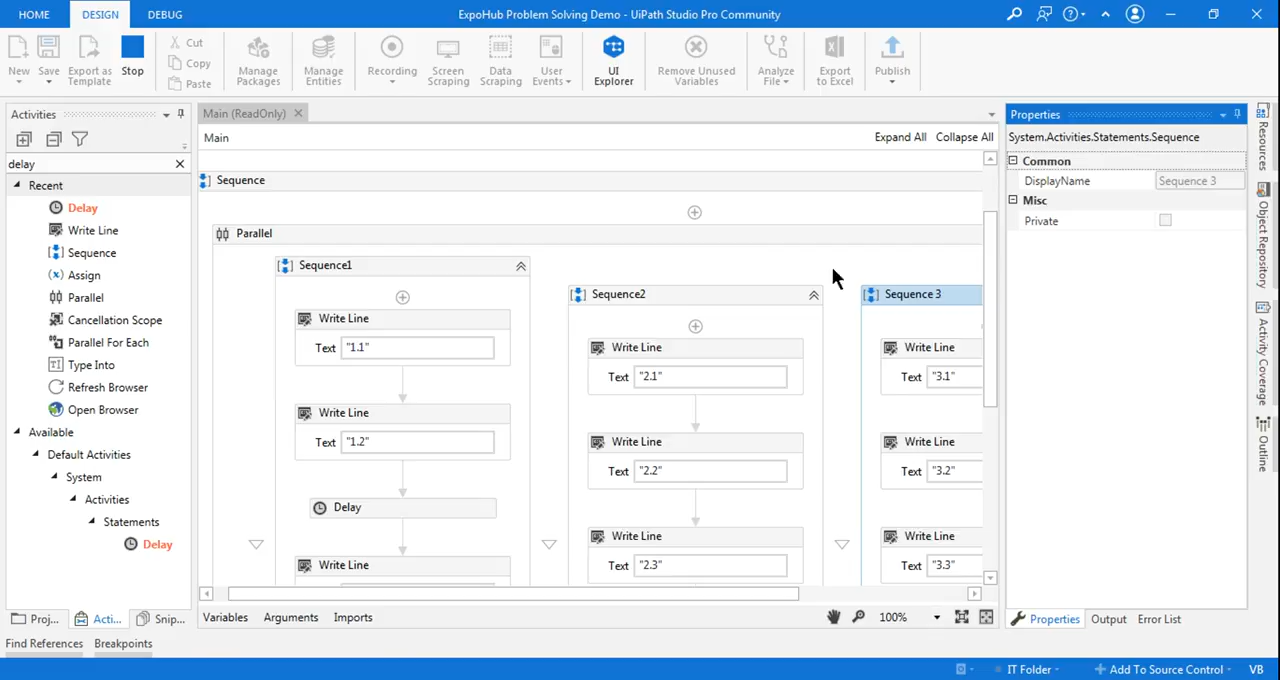 HOME DESIGN DEBUG ExpoHub Problem Solving Demo - UiPath Studio Pro Community
New Save Export as Template Stop Cut Copy Paste Manage Packages Manage Entities Recording Screen Scraping Data Scraping User Events UI Explorer Remove Unused Variables Analyze File Export to Excel Publish
Activities
delay
Recent
Delay
Write Line
Sequence
Assign
Parallel
Cancellation Scope
Parallel For Each
Type Into
Refresh Browser
Open Browser
Available
Default Activities
System
Activities
Statements
Delay
Proj... Acti... Snip...
Find References Breakpoints
Main (ReadOnly)
Main Expand All Collapse All
Sequence
Parallel
Sequence1
Write Line
Text "1.1"
Write Line
Text "1.2"
Delay
Write Line
Sequence2
Write Line
Text "2.1"
Write Line
Text "2.2"
Write Line
Text "2.3"
Sequence 3
Write Line
Text "3.1"
Write Line
Text "3.2"
Write Line
Text "3.3"
Variables Arguments Imports 100%
Properties
System.Activities.Statements.Sequence
Common
DisplayName Sequence 3
Misc
Private
Properties Output Error List
Resources
Object Repository
Activity Coverage
Outline
IT Folder Add To Source Control VB